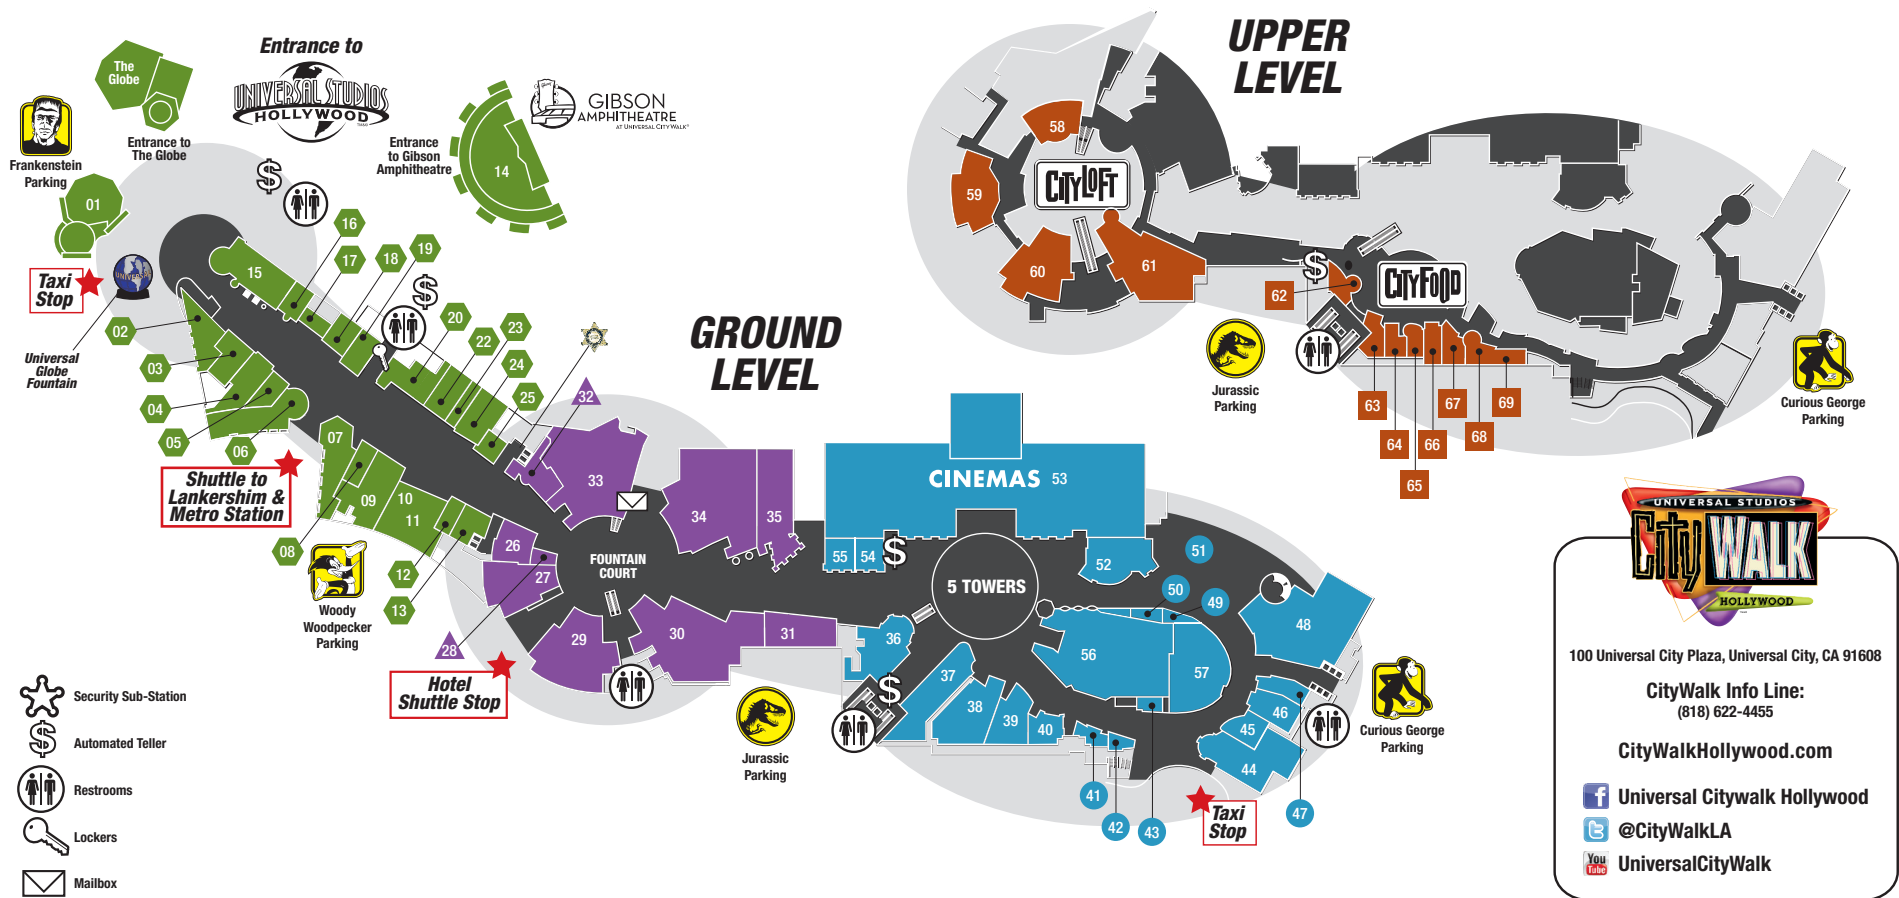 Entrance to
UNIVERSAL STUDIOS
HOLLYWOOD
The
Globe
Entrance to
The Globe
Frankenstein
Parking
GIBSON
AMPHITHEATRE
AT UNIVERSAL CITYWALK®
Entrance
to Gibson
Amphitheatre
14
01
Taxi
Stop
UNIVERSAL
Universal
Globe
Fountain
15
16
17
18
19
20
22
23
24
25
02
03
04
05
06
07
08
09
10
11
12
13
Shuttle to
Lankershim &
Metro Station
Woody
Woodpecker
Parking
GROUND
LEVEL
32
33
34
35
26
27
28
29
30
31
FOUNTAIN
COURT
Hotel
Shuttle Stop
CINEMAS 53
55
54
52
51
5 TOWERS
50
49
48
56
57
36
37
38
39
40
41
42
43
44
45
46
47
Jurassic
Parking
Taxi
Stop
Curious George
Parking
UPPER
LEVEL
58
59
60
61
CITYLOFT
62
CITYFOOD
63
64
65
66
67
68
69
Jurassic
Parking
Curious George
Parking
Security Sub-Station
$ Automated Teller
Restrooms
Lockers
Mailbox
UNIVERSAL STUDIOS
CITY WALK
HOLLYWOOD
100 Universal City Plaza, Universal City, CA 91608
CityWalk Info Line:
(818) 622-4455
CityWalkHollywood.com
f Universal Citywalk Hollywood
t @CityWalkLA
You Tube UniversalCityWalk